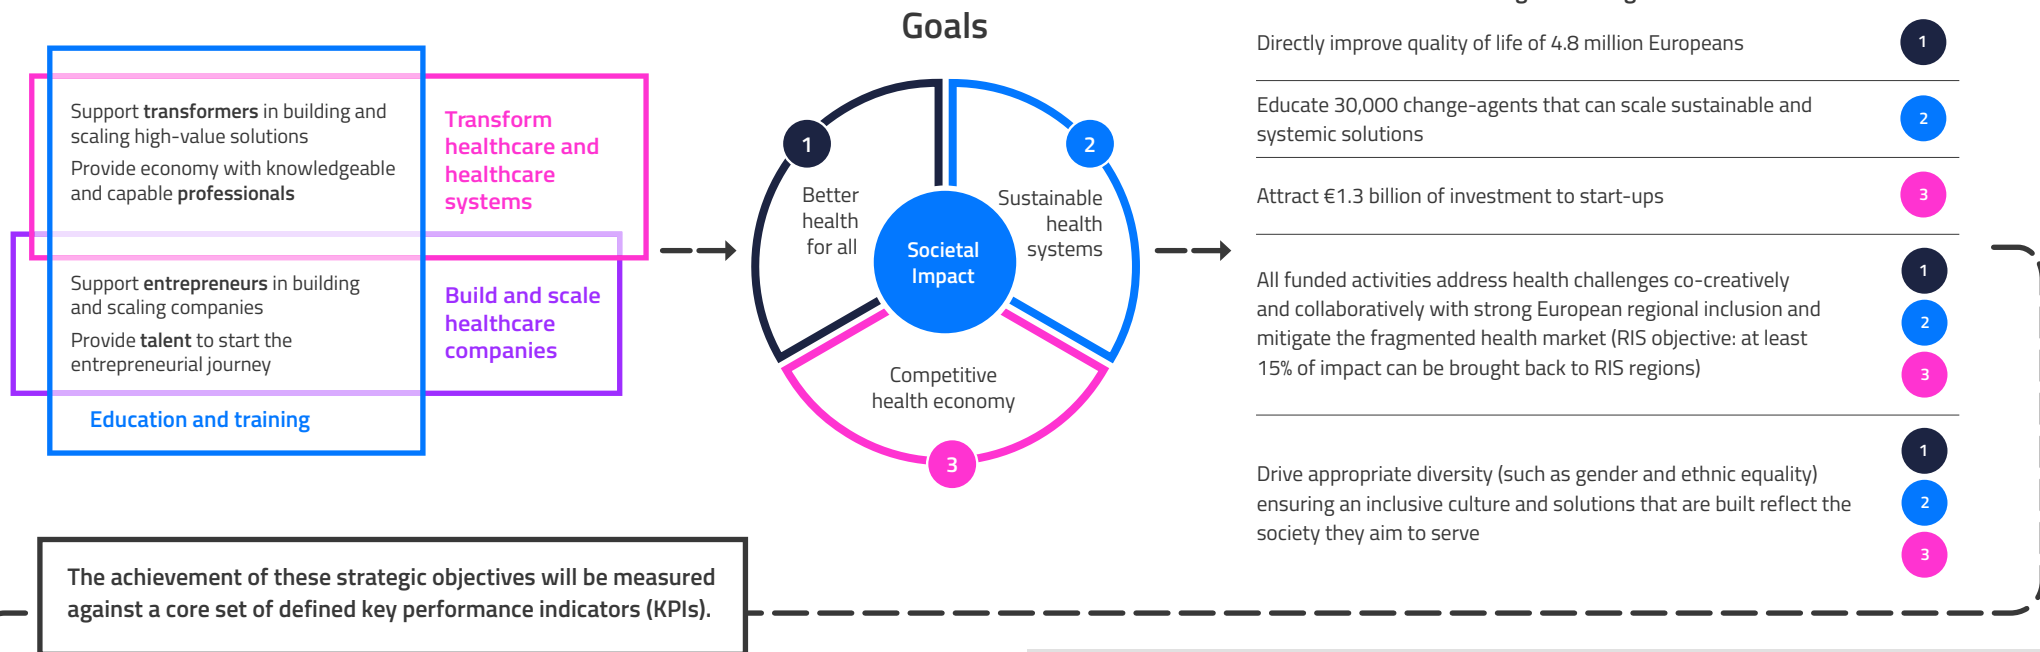 Goals
Support transformers in building and
scaling high-value solutions
Provide economy with knowledgeable
and capable professionals
Transform
healthcare and
healthcare
systems
Support entrepreneurs in building
and scaling companies
Provide talent to start the
entrepreneurial journey
Build and scale
healthcare
companies
Education and training
1
Better
health
for all
2
Sustainable
health
systems
Societal
Impact
Competitive
health economy
3
Directly improve quality of life of 4.8 million Europeans
1
Educate 30,000 change-agents that can scale sustainable and
systemic solutions
2
Attract €1.3 billion of investment to start-ups
3
All funded activities address health challenges co-creatively
and collaboratively with strong European regional inclusion and
mitigate the fragmented health market (RIS objective: at least
15% of impact can be brought back to RIS regions)
1
2
3
Drive appropriate diversity (such as gender and ethnic equality)
ensuring an inclusive culture and solutions that are built reflect the
society they aim to serve
1
2
3
The achievement of these strategic objectives will be measured
against a core set of defined key performance indicators (KPIs).